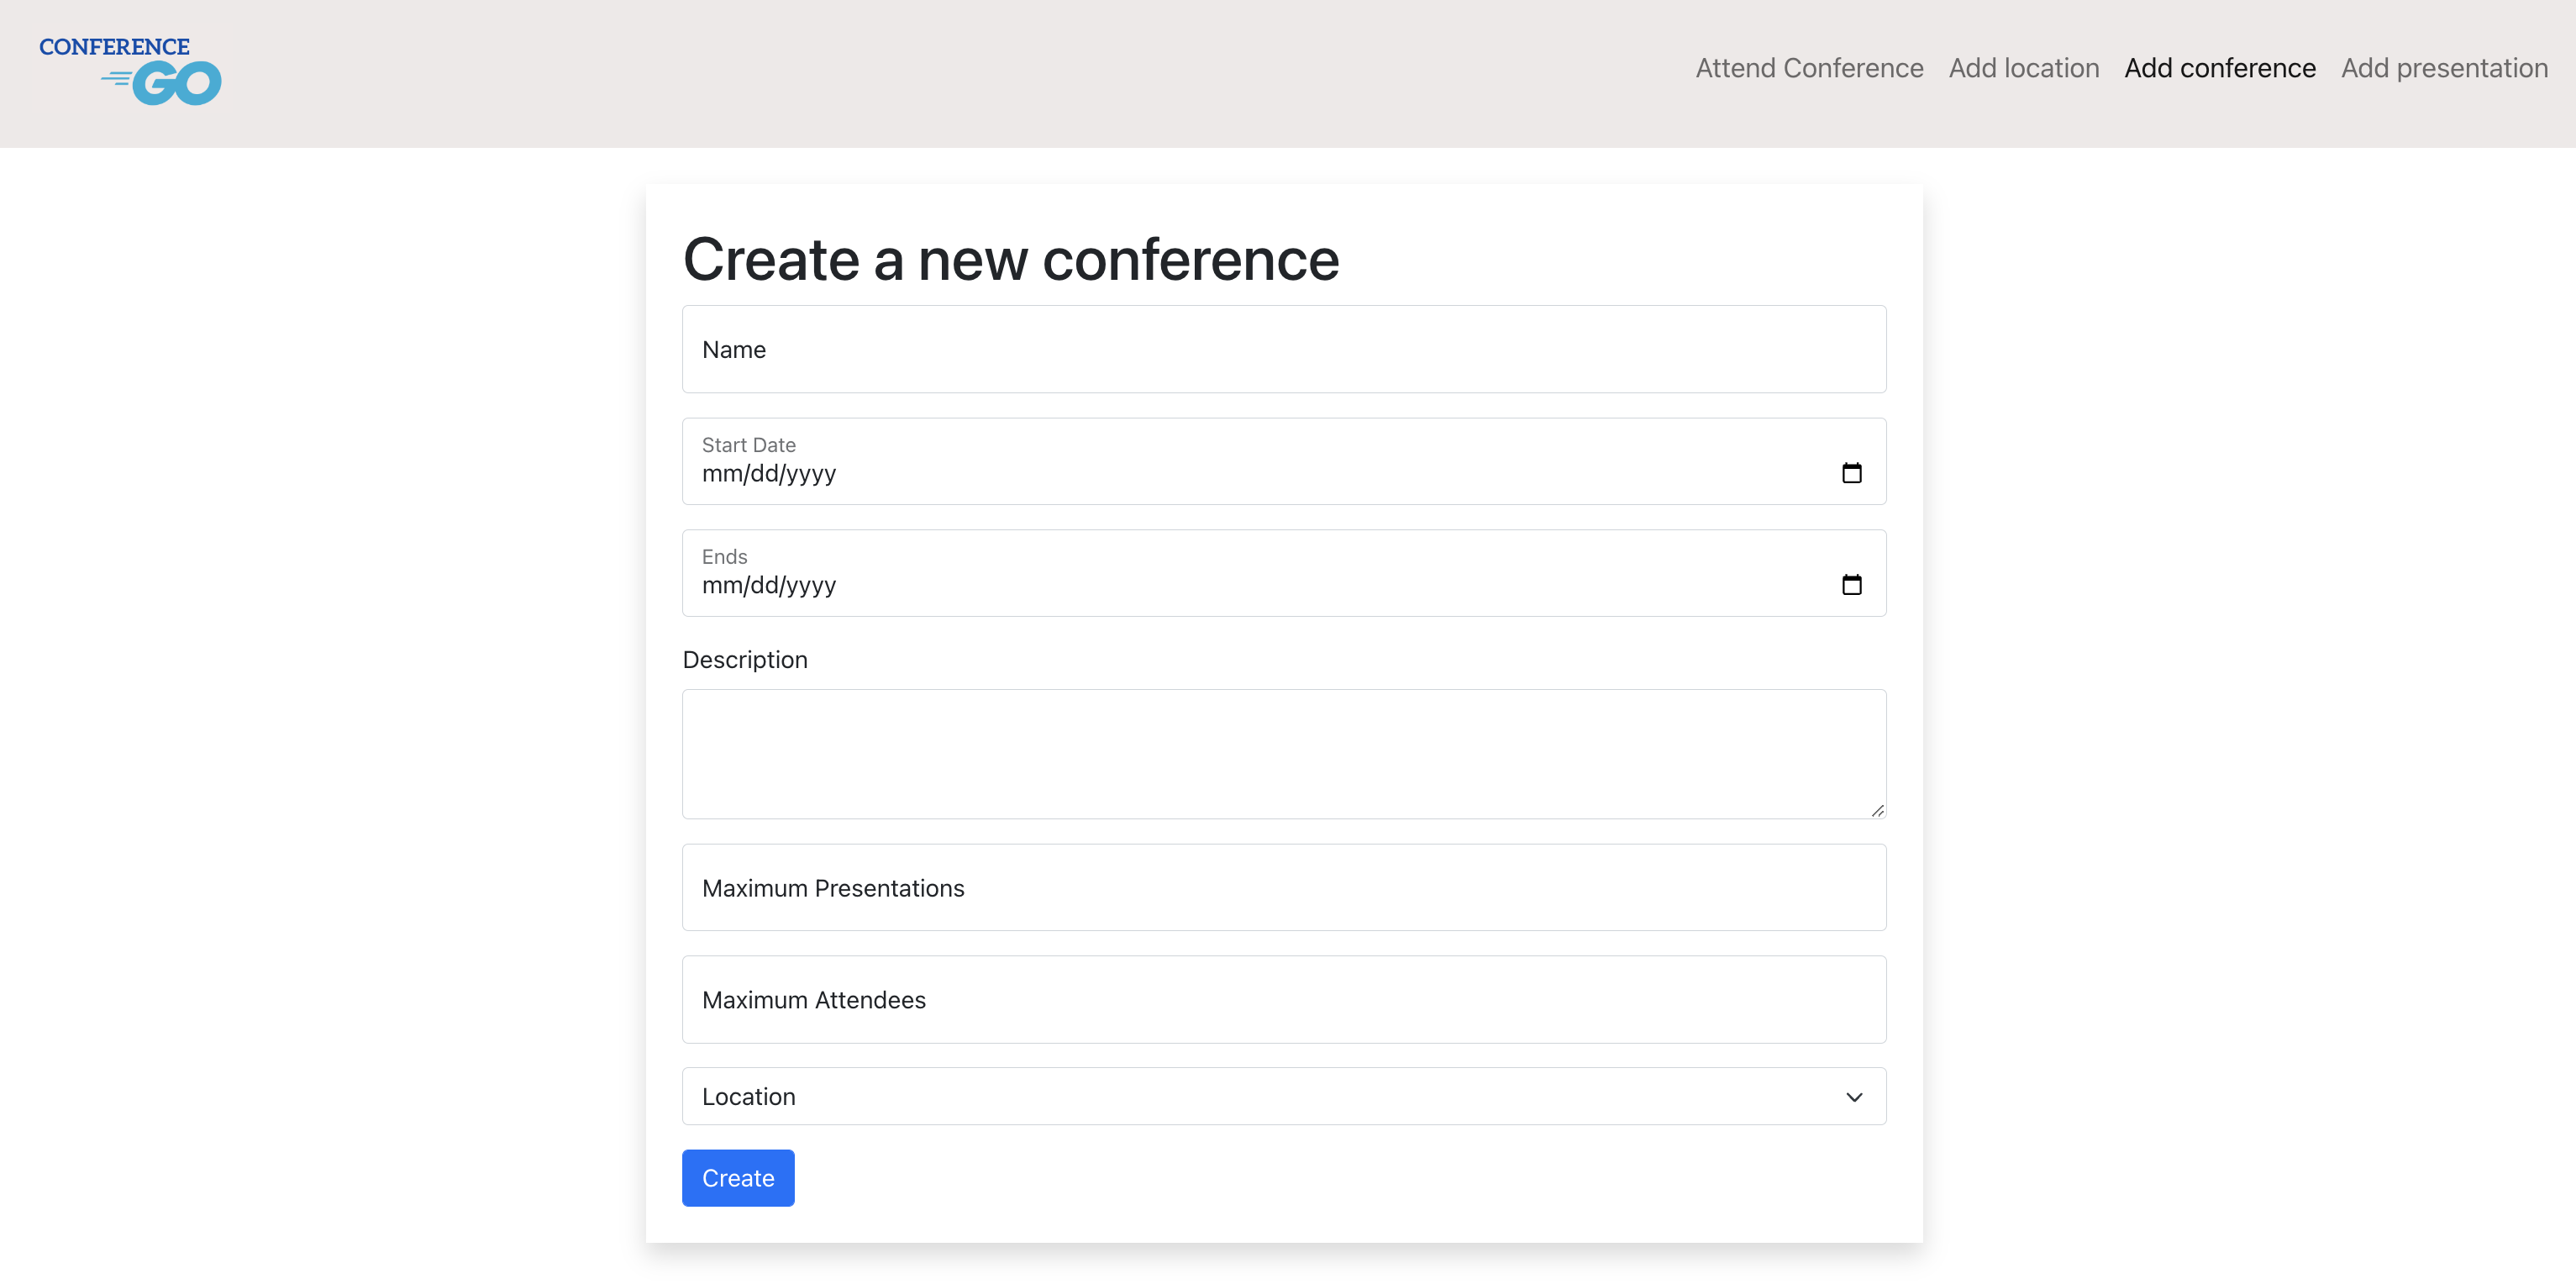 CONFERENCE
GO
Attend Conference Add location Add conference Add presentation
Create a new conference
Name
Start Date
mm/dd/yyyy
Ends
mm/dd/yyyy
Description
Maximum Presentations
Maximum Attendees
Location
Create